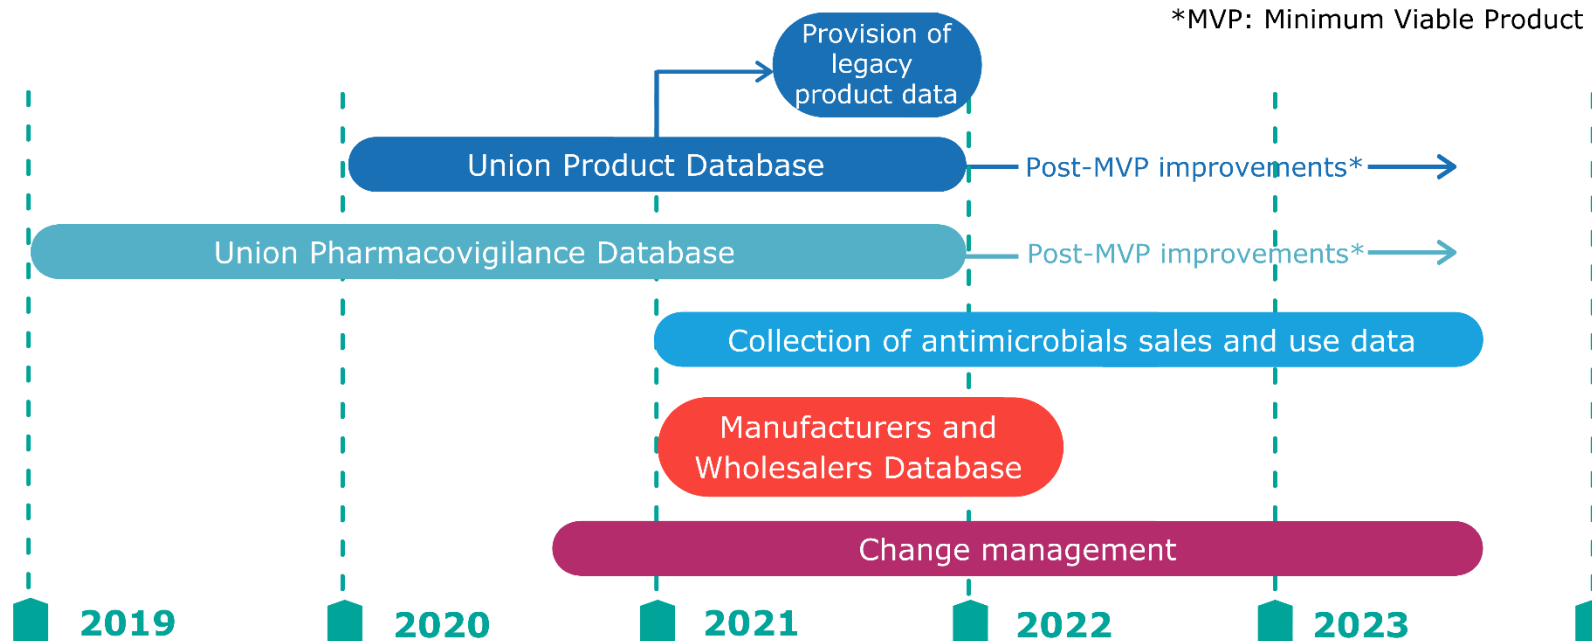 *MVP: Minimum Viable Product
Provision of
legacy
product data
Union Product Database
Post-MVP improvements*
Union Pharmacovigilance Database
Post-MVP improvements*
Collection of antimicrobials sales and use data
Manufacturers and
Wholesalers Database
Change management
2019
2020
2021
2022
2023